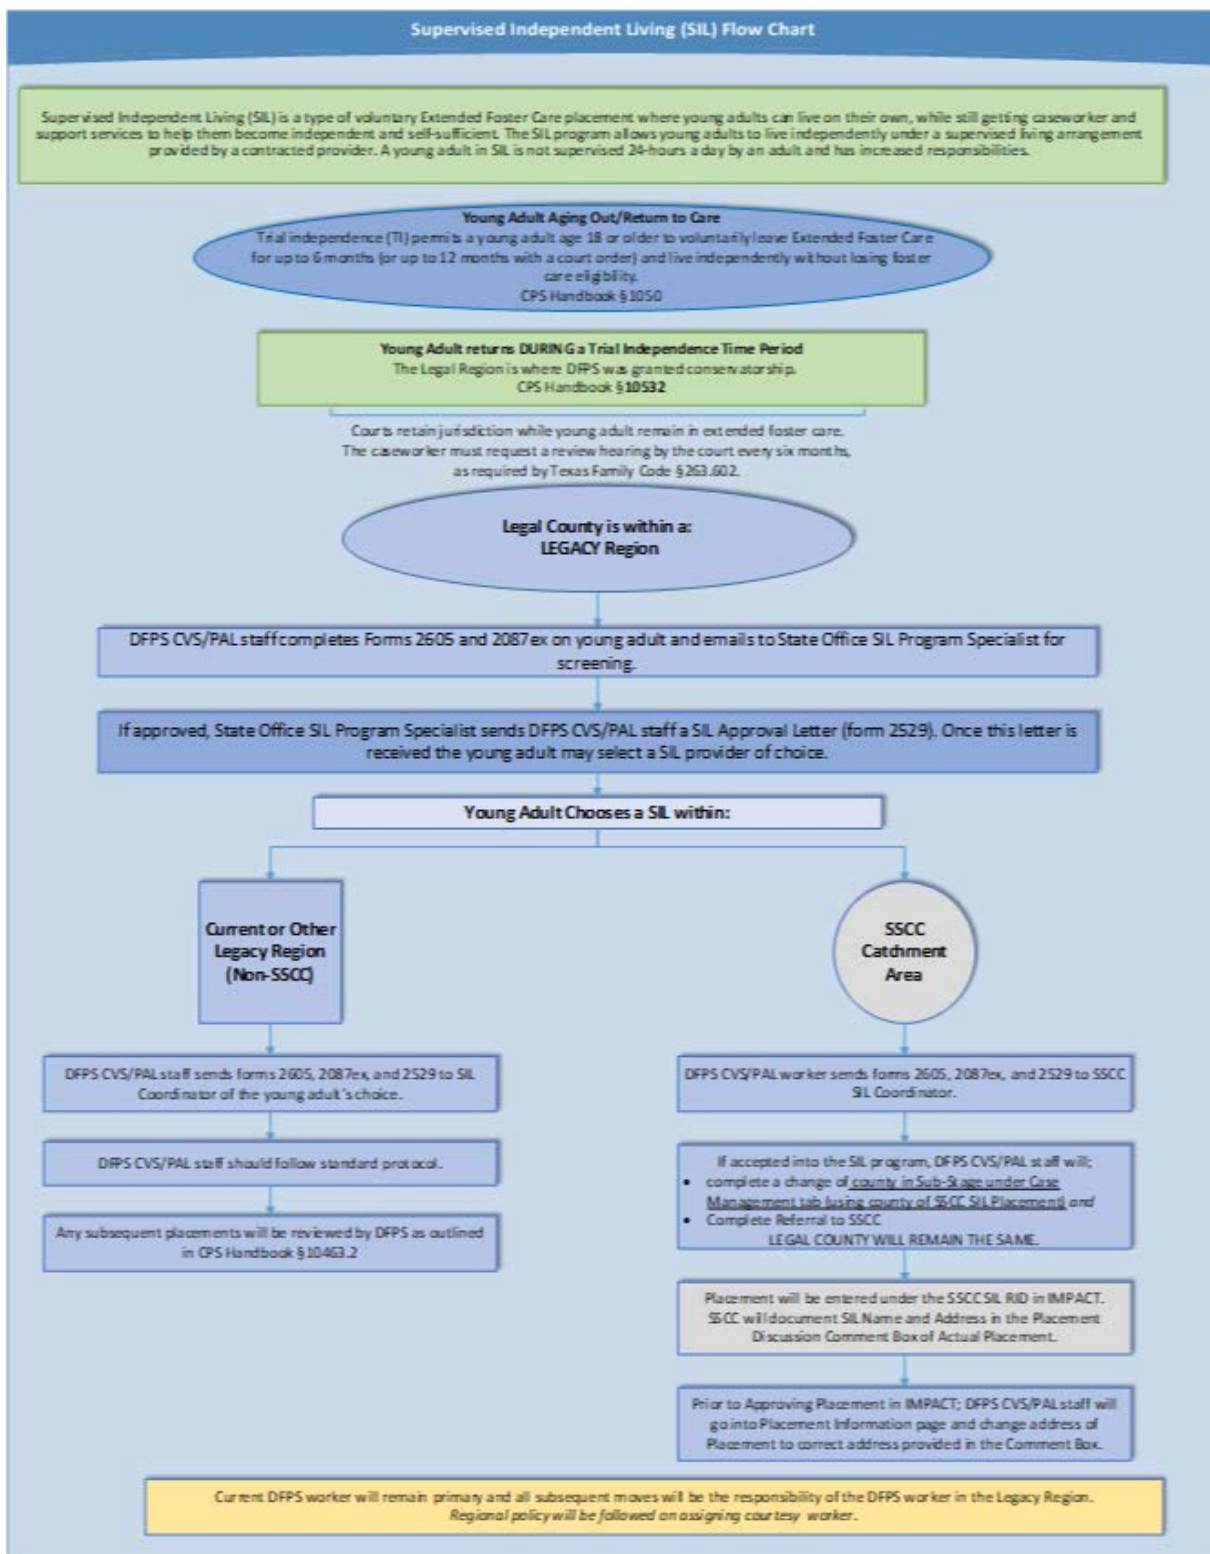 Supervised Independent Living (SIL) Flow Chart
Supervised Independent Living (SIL) is a type of voluntary Extended Foster Care placement where young adults can live on their own, while still getting caseworker and
support services to help them become independent and self-sufficient. The SIL program allows young adults to live independently under a supervised living arrangement
provided by a contracted provider. A young adult in SIL is not supervised 24-hours a day by an adult and has increased responsibilities.
Young Adult Aging Out/Return to Care
Trial independence (TI) permits a young adult age 18 or older to voluntarily leave Extended Foster Care
for up to 6 months (or up to 12 months with a court order) and live independently without losing foster
care eligibility.
CPS Handbook §1050
Young Adult returns DURING a Trial Independence Time Period
The Legal Region is where DFPS was granted conservatorship.
CPS Handbook §10532
Courts retain jurisdiction while young adult remain in extended foster care.
The caseworker must request a review hearing by the court every six months,
as required by Texas Family Code §263.602.
Legal County is within a:
LEGACY Region
DFPS CVS/PAL staff completes Forms 2605 and 2087ex on young adult and emails to State Office SIL Program Specialist for
screening.
If approved, State Office SIL Program Specialist sends DFPS CVS/PAL staff a SIL Approval Letter (form 2529). Once this letter is
received the young adult may select a SIL provider of choice.
Young Adult Chooses a SIL within:
Current or Other
Legacy Region
(Non-SSCC)
DFPS CVS/PAL staff sends forms 2605, 2087ex, and 2529 to SIL
Coordinator of the young adult's choice.
DFPS CVS/PAL staff should follow standard protocol.
Any subsequent placements will be reviewed by DFPS as outlined
in CPS Handbook §10463.2
SSCC
Catchment
Area
DFPS CVS/PAL worker sends forms 2605, 2087ex, and 2529 to SSCC
SIL Coordinator.
If accepted into the SIL program, DFPS CVS/PAL staff will;
• complete a change of county in Sub-Stage under Case
Management tab (using county of SSCC SIL Placement) and
• Complete Referral to SSCC
LEGAL COUNTY WILL REMAIN THE SAME.
Placement will be entered under the SSCC SIL RID in IMPACT.
SSCC will document SIL Name and Address in the Placement
Discussion Comment Box of Actual Placement.
Prior to Approving Placement in IMPACT; DFPS CVS/PAL staff will
go into Placement Information page and change address of
Placement to correct address provided in the Comment Box.
Current DFPS worker will remain primary and all subsequent moves will be the responsibility of the DFPS worker in the Legacy Region.
Regional policy will be followed on assigning courtesy worker.